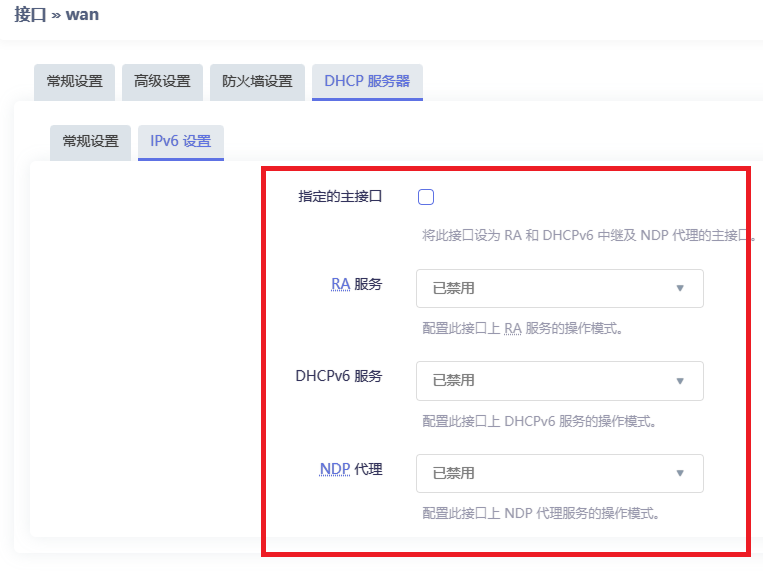 接口 » wan
常规设置 高级设置 防火墙设置 DHCP 服务器
常规设置 IPv6 设置
指定的主接口
将此接口设为 RA 和 DHCPv6 中继及 NDP 代理的主接口。
RA 服务 已禁用
配置此接口上 RA 服务的操作模式。
DHCPv6 服务 已禁用
配置此接口上 DHCPv6 服务的操作模式。
NDP 代理 已禁用
配置此接口上 NDP 代理服务的操作模式。